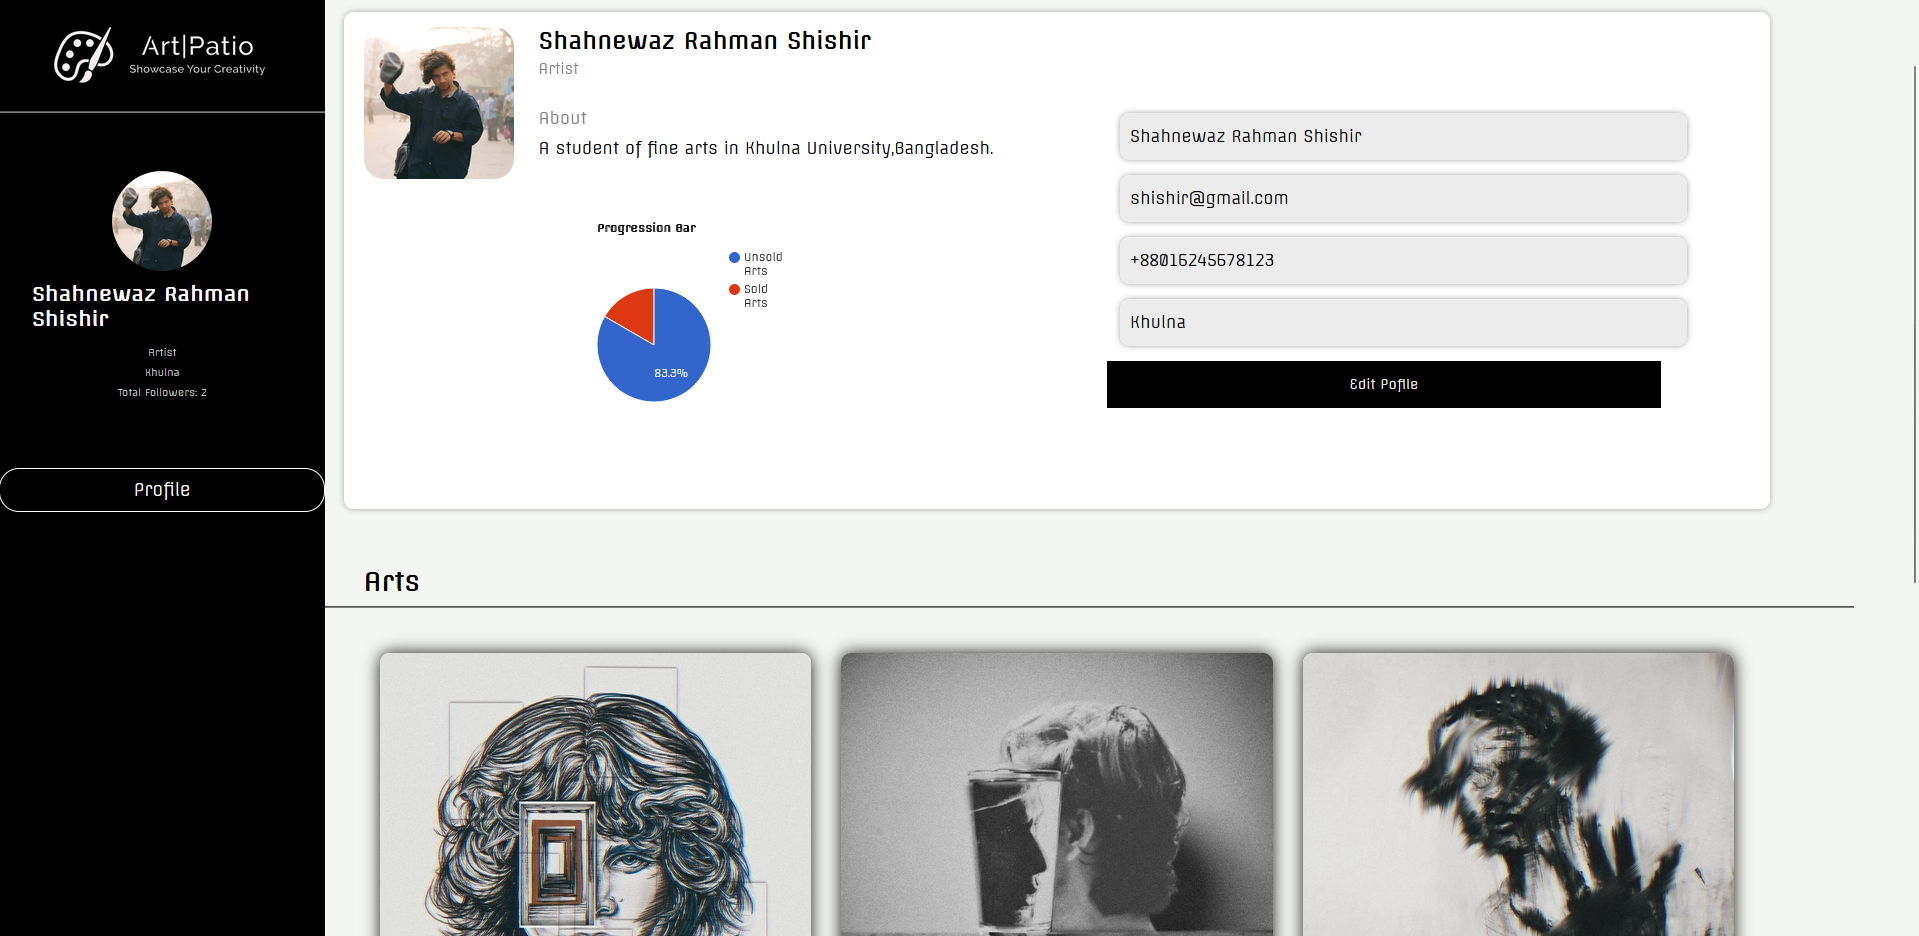 Art|Patio
Showcase Your Creativity
Shahnewaz Rahman
Shishir
Artist
Khulna
Total Followers: 2
Profile
Shahnewaz Rahman Shishir
Artist
About
A student of fine arts in Khulna University,Bangladesh.
Progression Bar
Unsold
Arts
Sold
Arts
83.3%
Shahnewaz Rahman Shishir
shishir@gmail.com
+88016245678123
Khulna
Edit Pofile
Arts